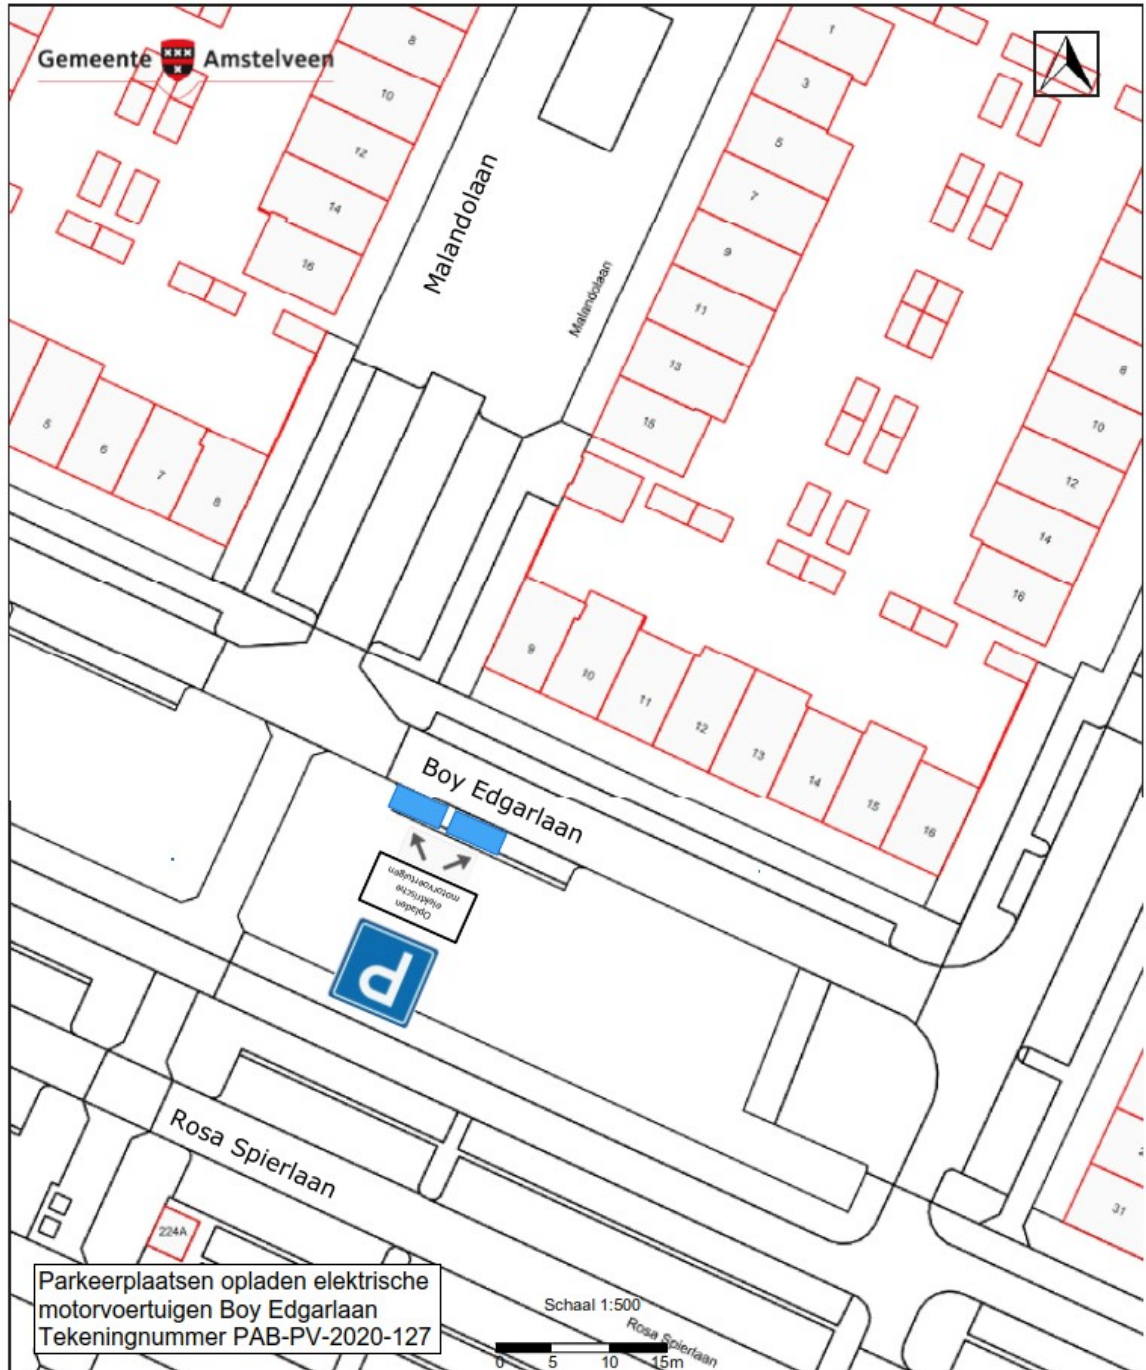 Gemeente Amstelveen
8
10
12
14
16
1
3
5
7
9
11
13
15
Malandolaan
Malandolaan
8
10
12
14
16
5
6
7
8
9
10
11
12
13
14
15
16
Boy Edgarlaan
Opladen
elektrische
motorvoertuigen
P
Rosa Spierlaan
224A
31
Parkeerplaatsen opladen elektrische
motorvoertuigen Boy Edgarlaan
Tekeningnummer PAB-PV-2020-127
Schaal 1:500
Rosa Spierlaan
0 5 10 15m